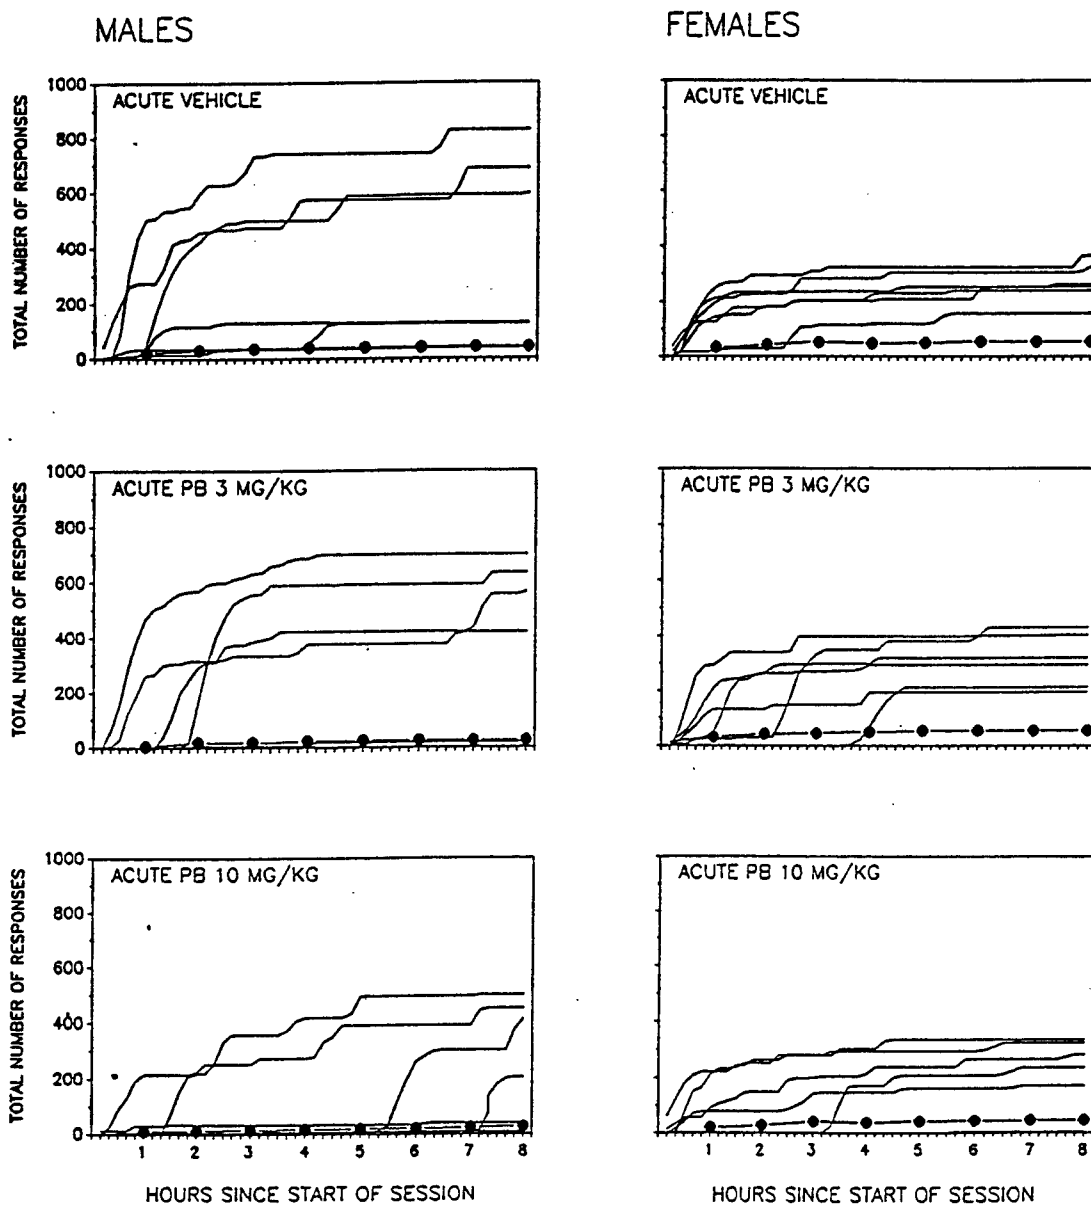 MALES
FEMALES
ACUTE VEHICLE
ACUTE VEHICLE
TOTAL NUMBER OF RESPONSES
1000
800
600
400
200
0
ACUTE PB 3 MG/KG
ACUTE PB 3 MG/KG
TOTAL NUMBER OF RESPONSES
1000
800
600
400
200
0
ACUTE PB 10 MG/KG
ACUTE PB 10 MG/KG
TOTAL NUMBER OF RESPONSES
1000
800
600
400
200
0
1 2 3 4 5 6 7 8
1 2 3 4 5 6 7 8
HOURS SINCE START OF SESSION
HOURS SINCE START OF SESSION